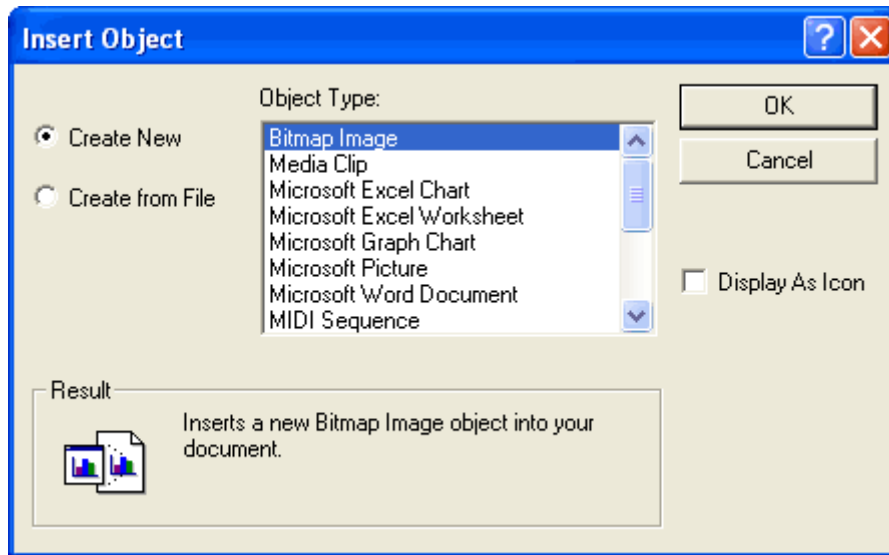 Insert Object
Object Type:
Create New
Create from File
Bitmap Image
Media Clip
Microsoft Excel Chart
Microsoft Excel Worksheet
Microsoft Graph Chart
Microsoft Picture
Microsoft Word Document
MIDI Sequence
OK
Cancel
Display As Icon
Result
Inserts a new Bitmap Image object into your
document.